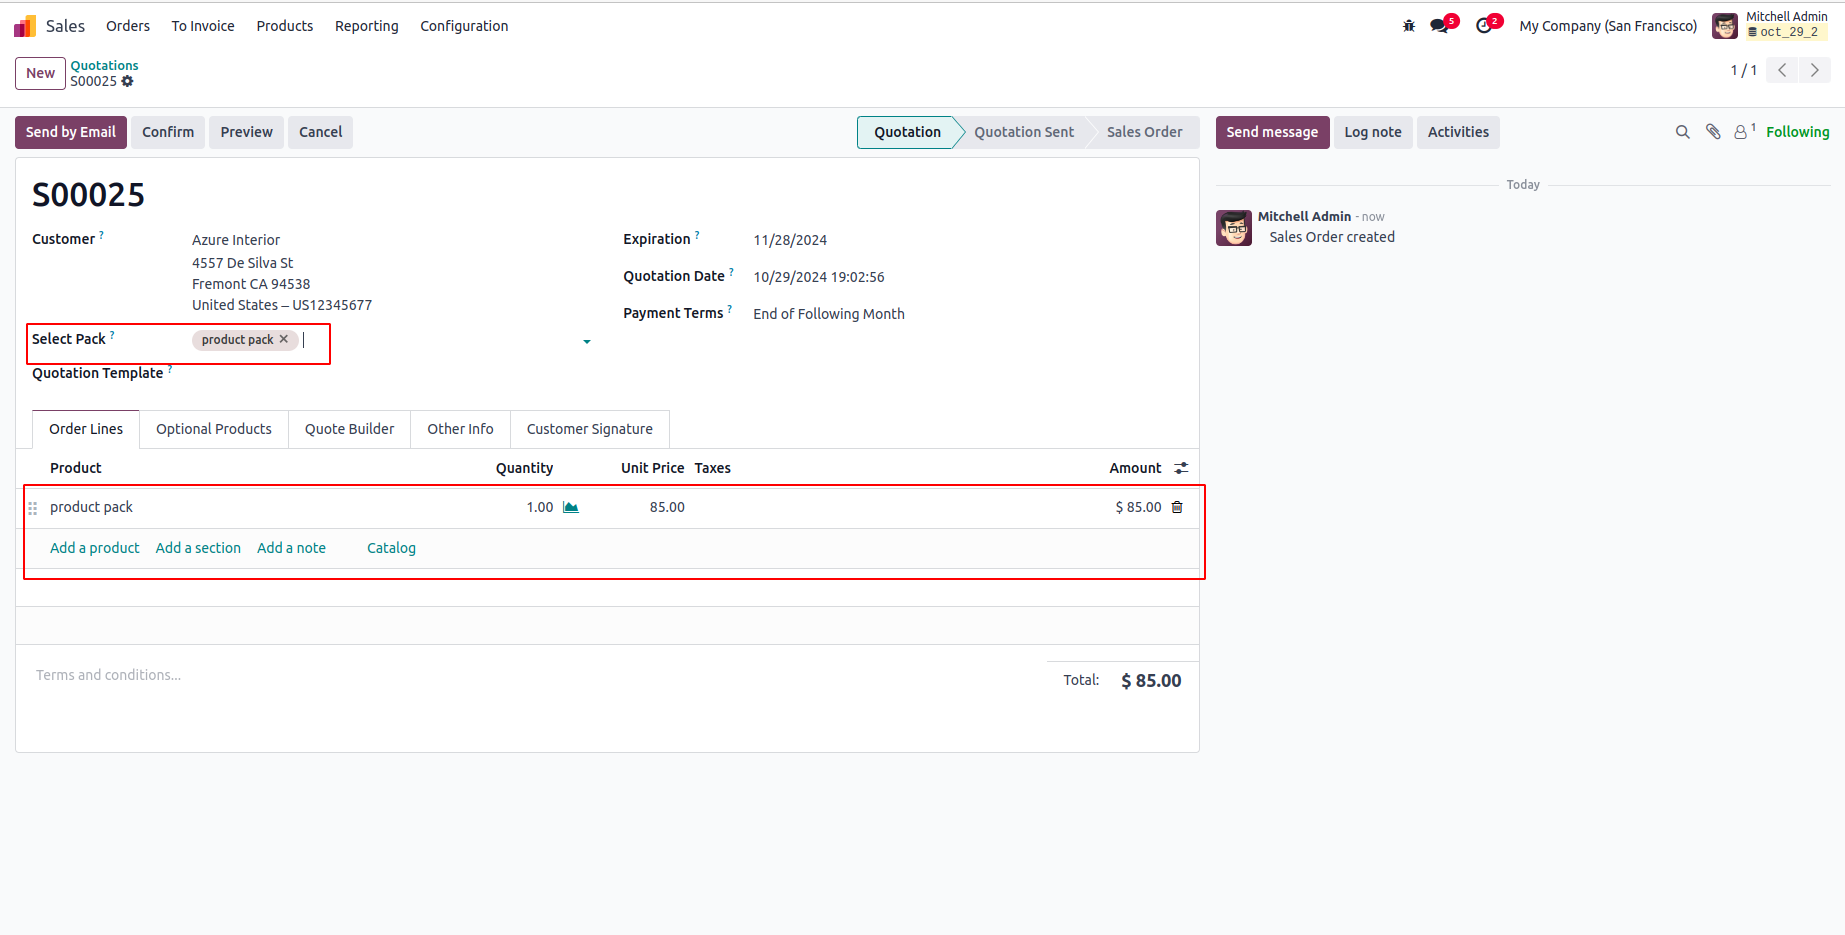 Sales Orders To Invoice Products Reporting Configuration 5 2 My Company (San Francisco) Mitchell Admin
oct_29_2
New Quotations
S00025
1 / 1
Send by Email Confirm Preview Cancel Quotation Quotation Sent Sales Order Send message Log note Activities 1 Following
S00025
Today
Mitchell Admin - now
Sales Order created
Customer ? Azure Interior
4557 De Silva St
Fremont CA 94538
United States – US12345677
Expiration ? 11/28/2024
Quotation Date ? 10/29/2024 19:02:56
Payment Terms ? End of Following Month
Select Pack ? product pack ×
Quotation Template ?
Order Lines Optional Products Quote Builder Other Info Customer Signature
Product Quantity Unit Price Taxes Amount
product pack 1.00 85.00 $ 85.00
Add a product Add a section Add a note Catalog
Terms and conditions...
Total: $ 85.00